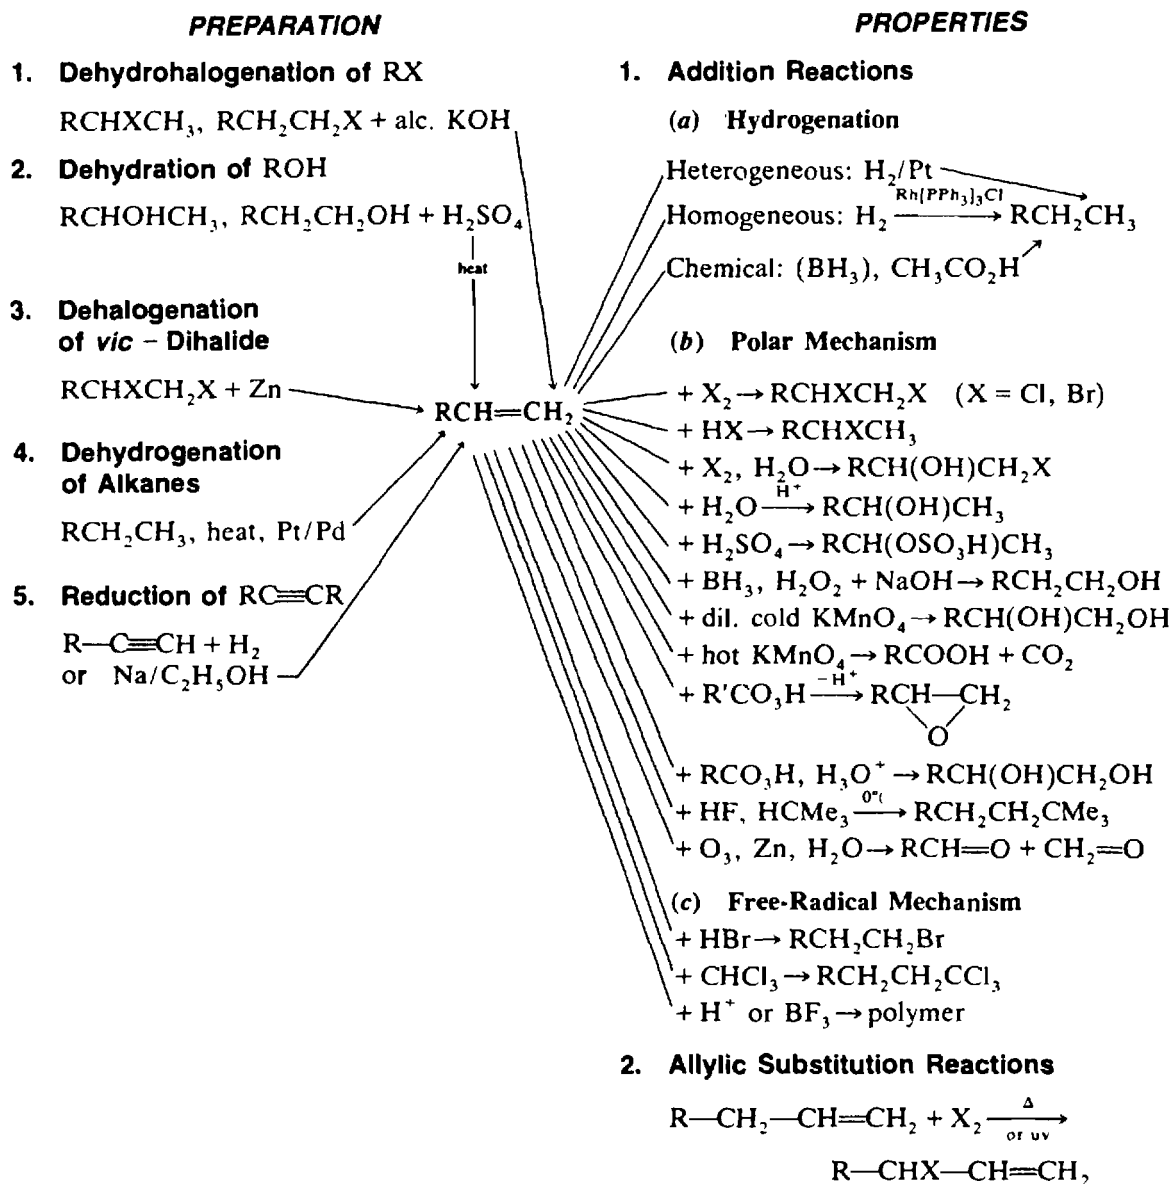 PREPARATION
1. Dehydrohalogenation of RX
RCHXCH₃, RCH₂CH₂X + alc. KOH
2. Dehydration of ROH
RCHOHCH₃, RCH₂CH₂OH + H₂SO₄
heat
3. Dehalogenation
of vic – Dihalide
RCHXCH₂X + Zn
4. Dehydrogenation
of Alkanes
RCH₂CH₃, heat, Pt/Pd
5. Reduction of RC≡CR
R—C≡CH + H₂
or Na/C₂H₅OH
RCH=CH₂
PROPERTIES
1. Addition Reactions
(a) Hydrogenation
Heterogeneous: H₂/Pt
Rh[PPh₃]₃Cl
Homogeneous: H₂ → RCH₂CH₃
Chemical: (BH₃), CH₃CO₂H
(b) Polar Mechanism
+ X₂ → RCHXCH₂X (X = Cl, Br)
+ HX → RCHXCH₃
+ X₂, H₂O → RCH(OH)CH₂X
H⁺
+ H₂O → RCH(OH)CH₃
+ H₂SO₄ → RCH(OSO₃H)CH₃
+ BH₃, H₂O₂ + NaOH → RCH₂CH₂OH
+ dil. cold KMnO₄ → RCH(OH)CH₂OH
+ hot KMnO₄ → RCOOH + CO₂
–H⁺
+ R'CO₃H → RCH—CH₂
O
+ RCO₃H, H₃O⁺ → RCH(OH)CH₂OH
+ HF, HCMe₃ → RCH₂CH₂CMe₃
+ O₃, Zn, H₂O → RCH=O + CH₂=O
(c) Free-Radical Mechanism
+ HBr → RCH₂CH₂Br
+ CHCl₃ → RCH₂CH₂CCl₃
+ H⁺ or BF₃ → polymer
2. Allylic Substitution Reactions
Δ
R—CH₂—CH=CH₂ + X₂ →
or uv
R—CHX—CH=CH₂